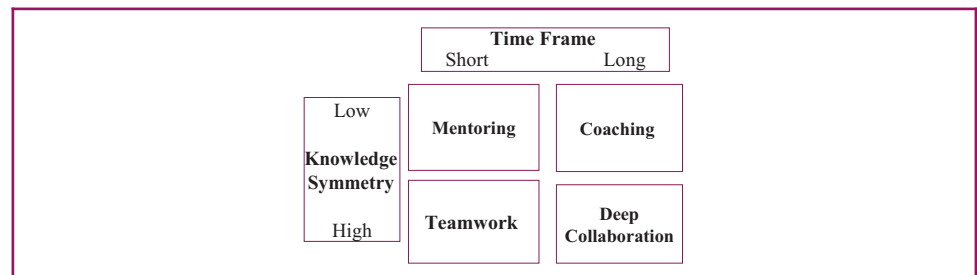 Time Frame
Short Long
Low
Knowledge
Symmetry
High
Mentoring
Coaching
Teamwork
Deep
Collaboration